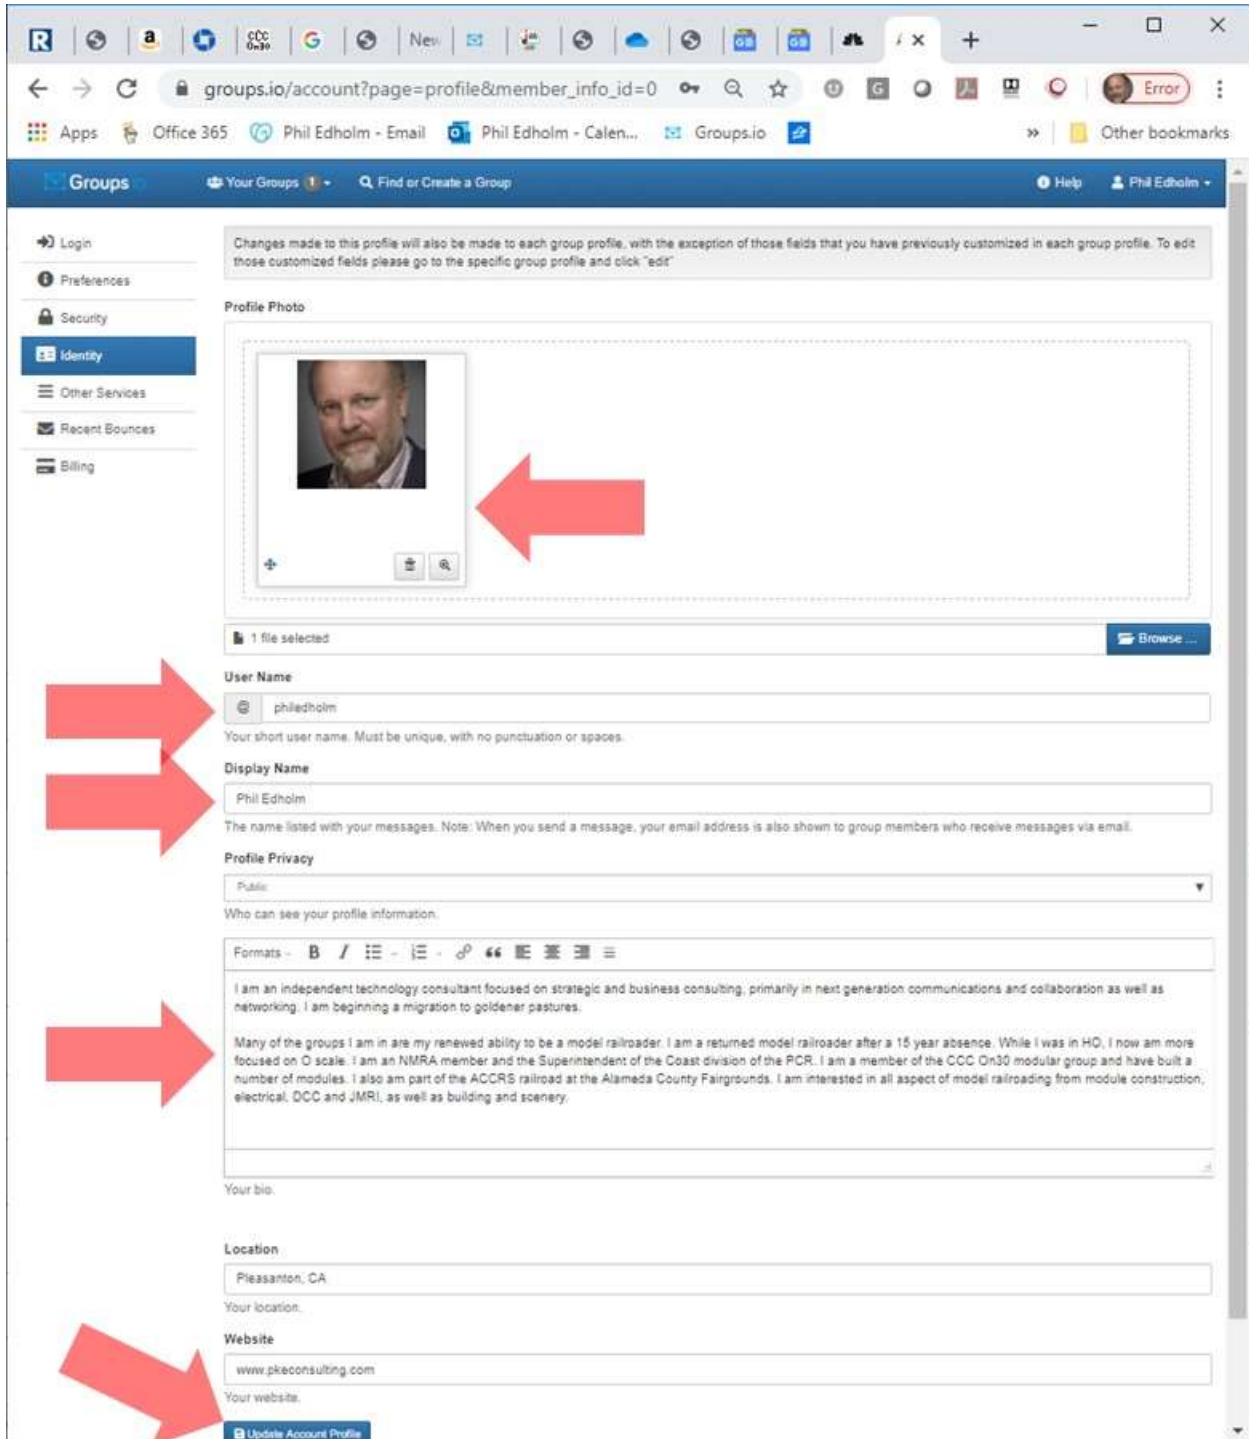 CCC
On30
New
groups.io/account?page=profile&member_info_id=0
Error
Apps
Office 365
Phil Edholm - Email
Phil Edholm - Calen...
Groups.io
»
Other bookmarks
Groups.io
Your Groups 1
Find or Create a Group
Help
Phil Edholm
Login
Preferences
Security
Identity
Other Services
Recent Bounces
Billing
Changes made to this profile will also be made to each group profile, with the exception of those fields that you have previously customized in each group profile. To edit
those customized fields please go to the specific group profile and click "edit"
Profile Photo
1 file selected
Browse ...
User Name
@ philedholm
Your short user name. Must be unique, with no punctuation or spaces.
Display Name
Phil Edholm
The name listed with your messages. Note: When you send a message, your email address is also shown to group members who receive messages via email.
Profile Privacy
Public
Who can see your profile information.
Formats B I
I am an independent technology consultant focused on strategic and business consulting, primarily in next generation communications and collaboration as well as
networking. I am beginning a migration to goldener pastures.
Many of the groups I am in are my renewed ability to be a model railroader. I am a returned model railroader after a 15 year absence. While I was in HO, I now am more
focused on O scale. I am an NMRA member and the Superintendent of the Coast division of the PCR. I am a member of the CCC On30 modular group and have built a
number of modules. I also am part of the ACCRS railroad at the Alameda County Fairgrounds. I am interested in all aspect of model railroading from module construction,
electrical, DCC and JMRI, as well as building and scenery.
Your bio.
Location
Pleasanton, CA
Your location.
Website
www.pkeconsulting.com
Your website.
Update Account Profile